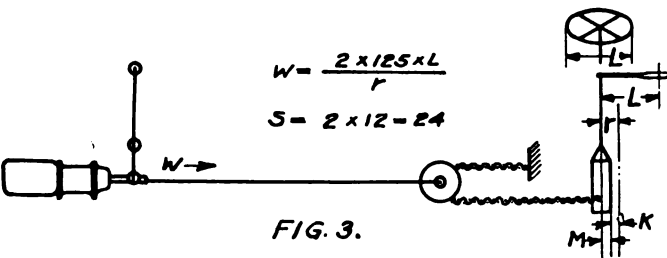 W = 2 × 125 × L / r
S = 2 × 12 = 24
L
L
r
W
K
M
FIG. 3.